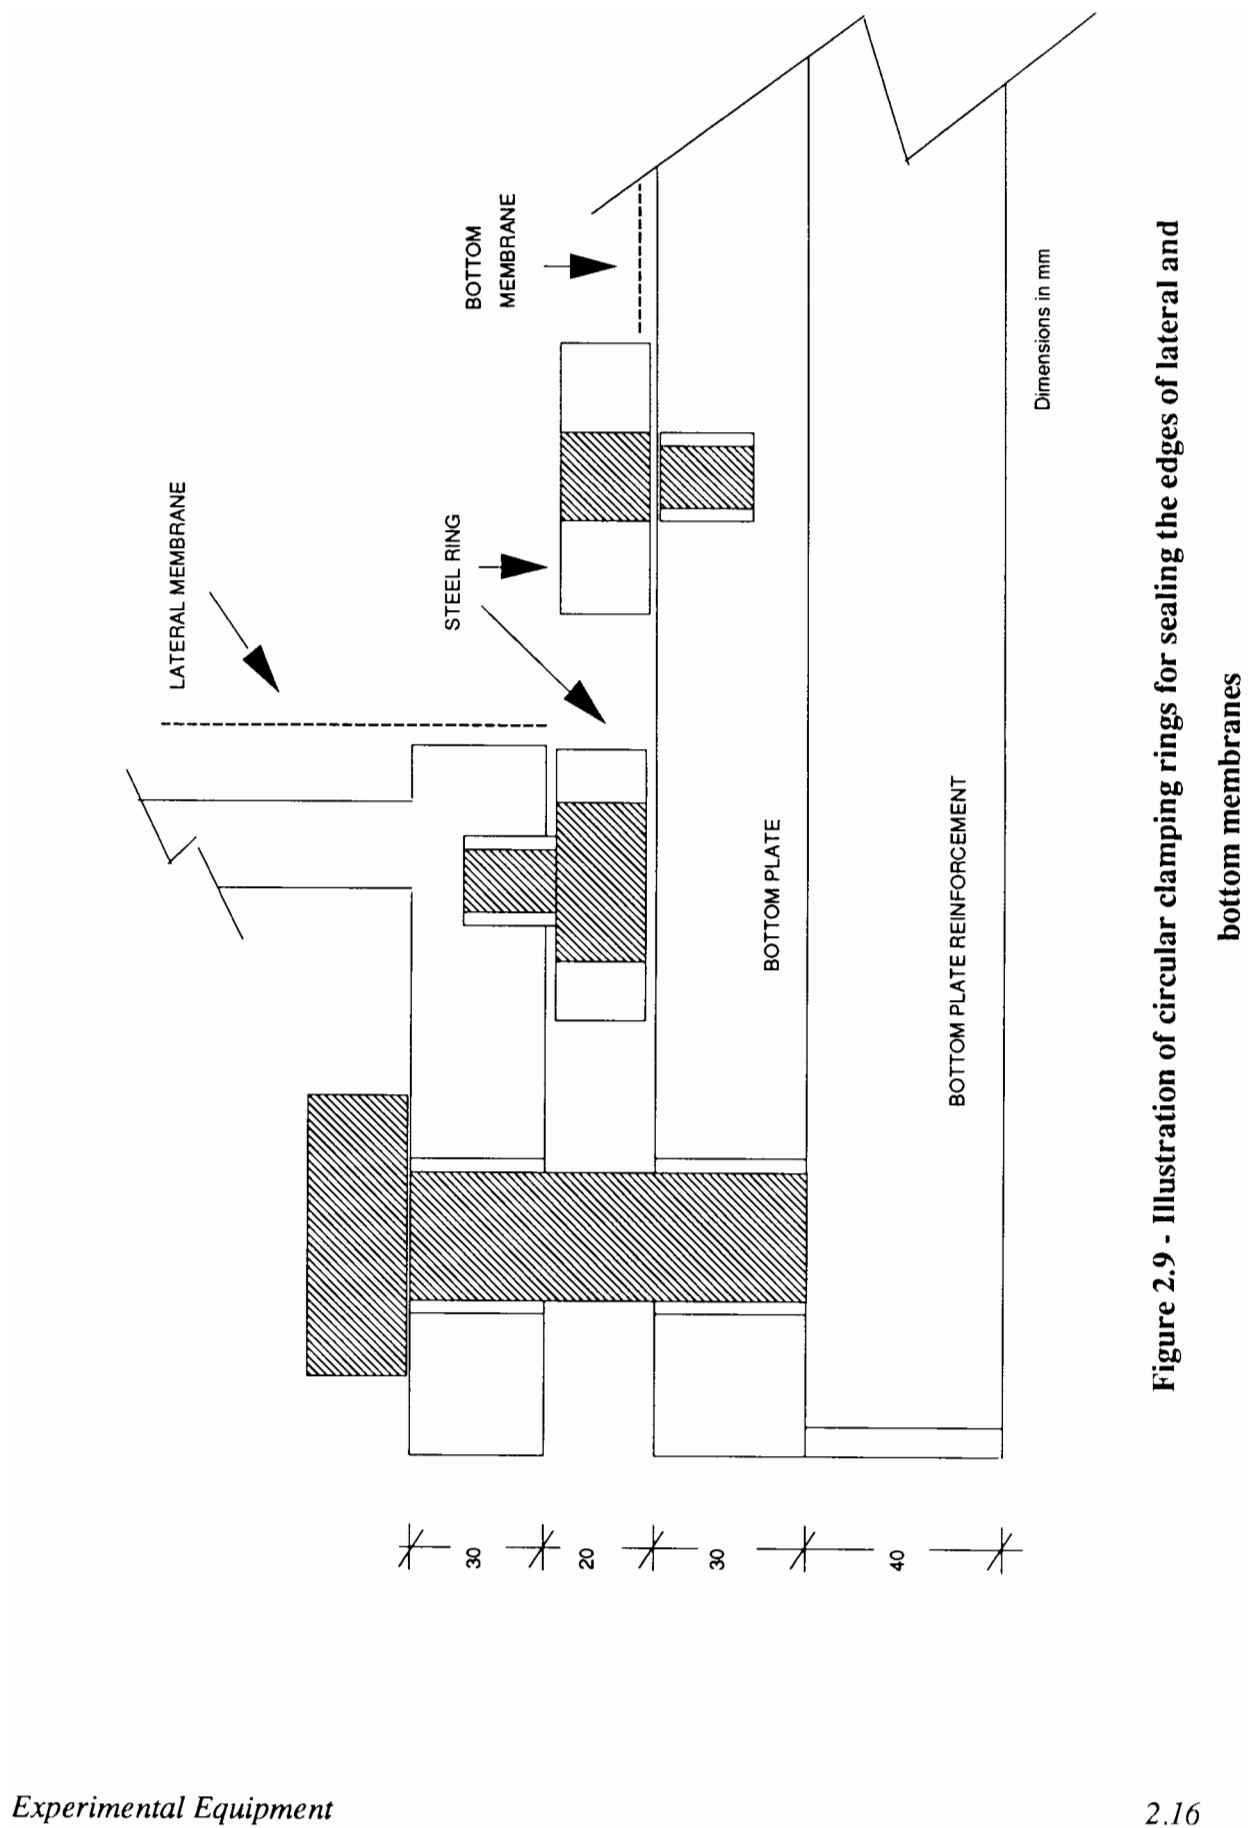 LATERAL MEMBRANE
STEEL RING
BOTTOM
MEMBRANE
30
20
30
40
BOTTOM PLATE
BOTTOM PLATE REINFORCEMENT
Dimensions in mm
Figure 2.9 - Illustration of circular clamping rings for sealing the edges of lateral and
bottom membranes
Experimental Equipment
2.16